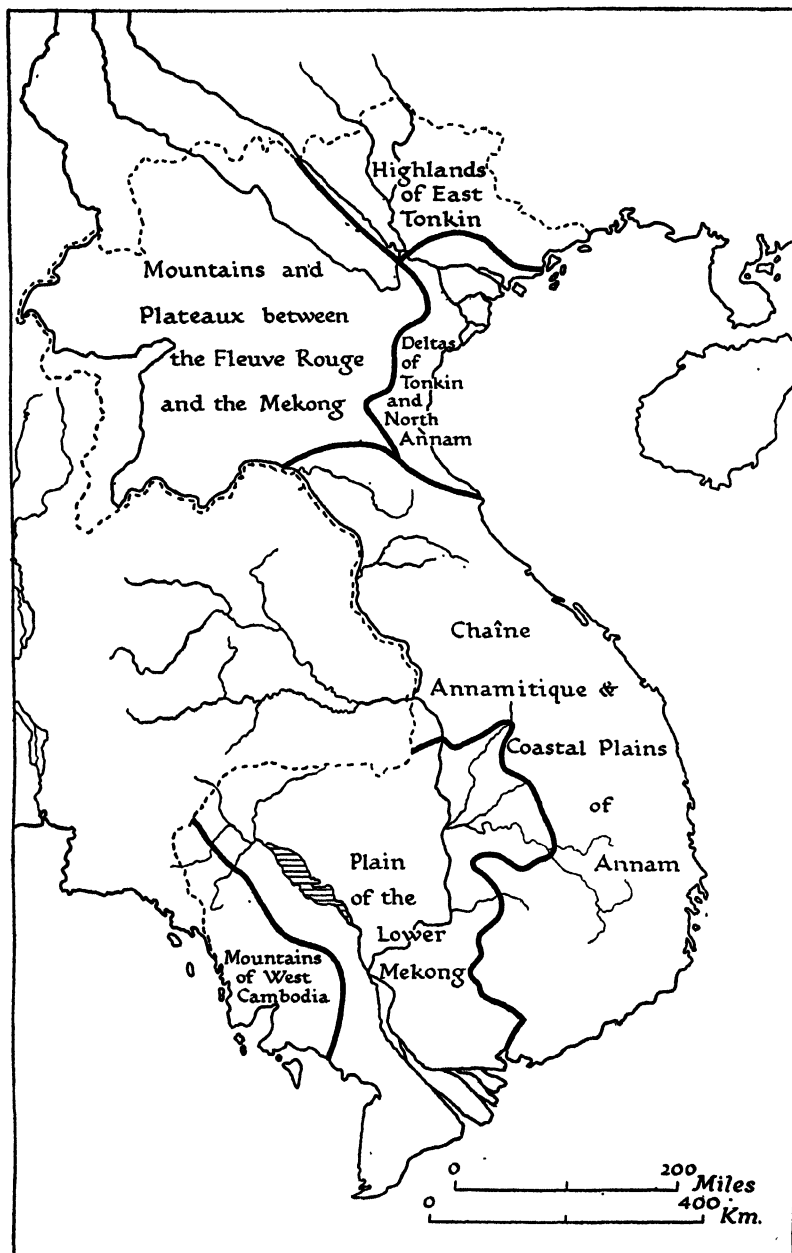 Highlands
of East
Tonkin
Mountains and
Plateaux between
the Fleuve Rouge
and the Mekong
Deltas
of
Tonkin
and
North
Annam
Chaîne
Annamitique &
Coastal Plains
of
Annam
Plain
of the
Lower
Mekong
Mountains
of West
Cambodia
0 200 Miles
0 400 Km.